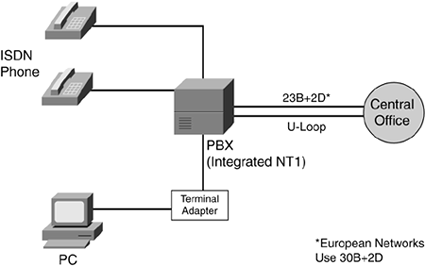 ISDN
Phone
23B+2D*
Central
Office
U-Loop
PBX
(Integrated NT1)
Terminal
Adapter
PC
*European Networks
Use 30B+2D